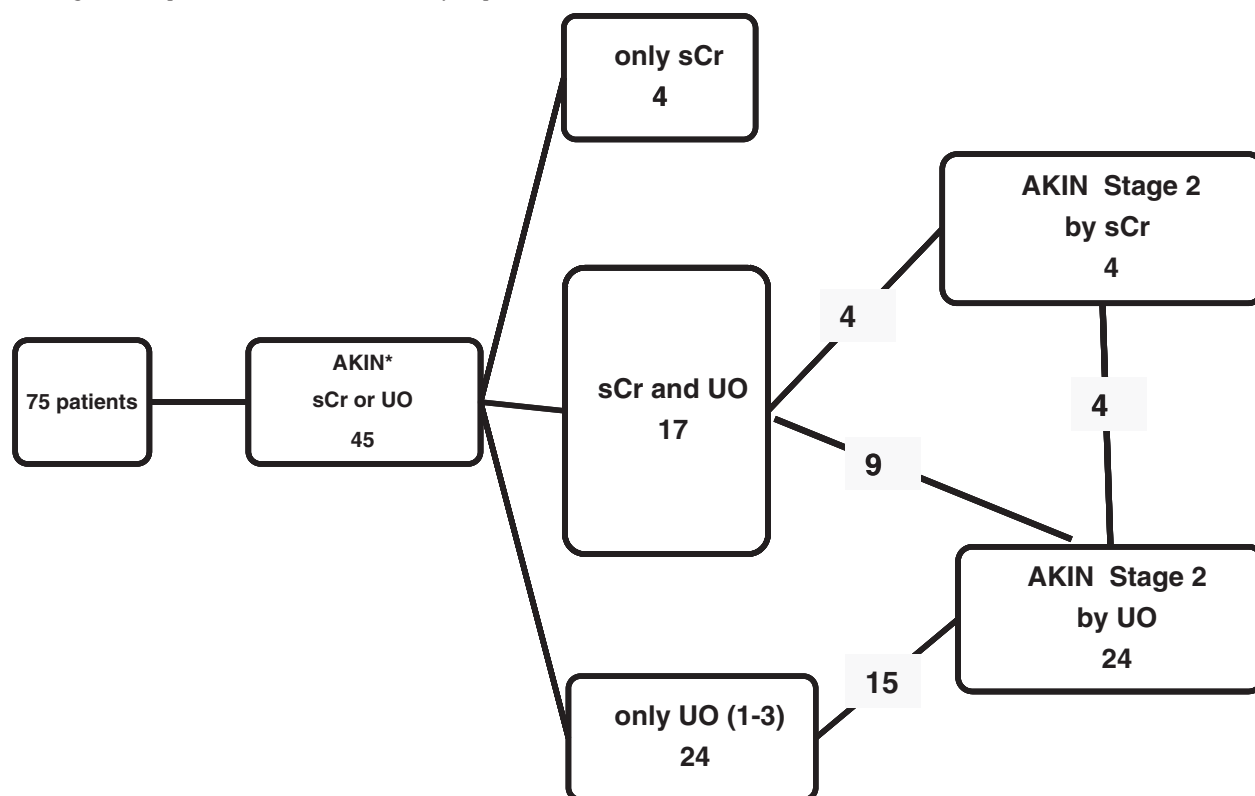 only sCr
4
AKIN Stage 2
by sCr
4
4
75 patients
AKIN*
sCr or UO
45
sCr and UO
17
4
9
AKIN Stage 2
by UO
24
15
only UO (1-3)
24